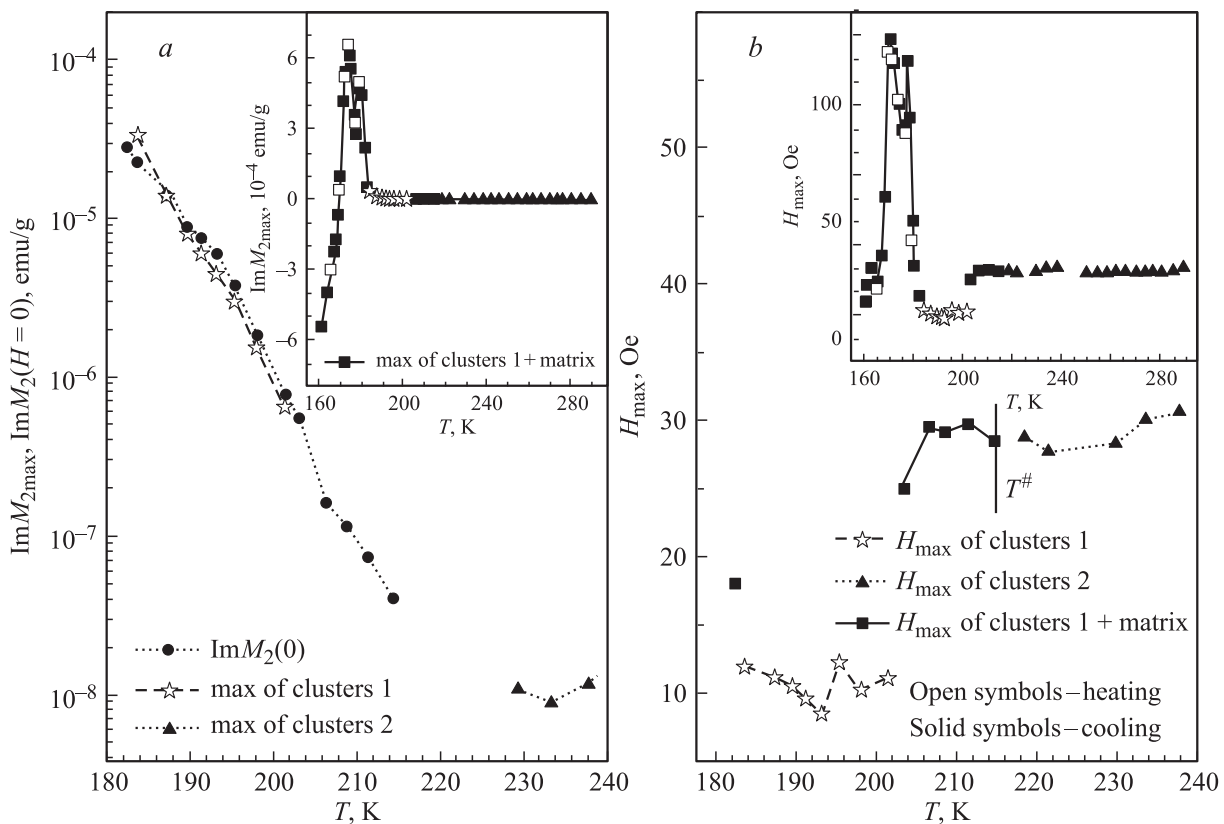 a
10⁻⁴
10⁻⁵
10⁻⁶
10⁻⁷
10⁻⁸
ImM₂max, ImM₂(H = 0), emu/g
180 190 200 210 220 230 240
T, K
ImM₂(0)
max of clusters 1
max of clusters 2
6
3
0
−3
−6
ImM₂max, 10⁻⁴ emu/g
max of clusters 1 + matrix
160 200 240 280
T, K
b
50
40
30
20
10
Hmax, Oe
180 190 200 210 220 230 240
T, K
100
50
0
Hmax, Oe
160 200 240 280
T, K
T#
Hmax of clusters 1
Hmax of clusters 2
Hmax of clusters 1 + matrix
Open symbols – heating
Solid symbols – cooling